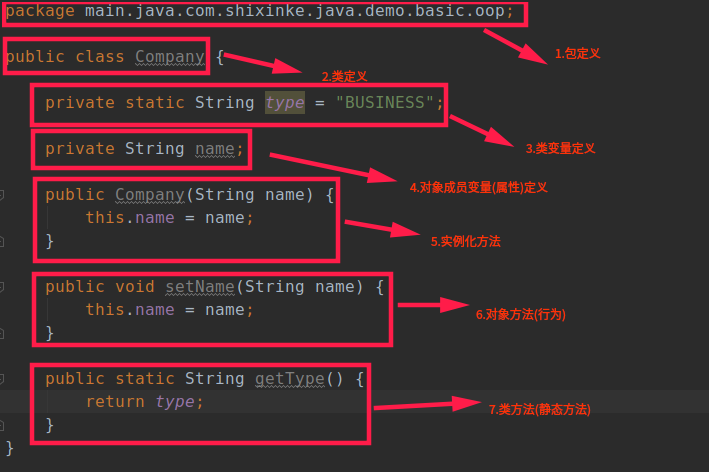 package main.java.com.shixinke.java.demo.basic.oop;
1.包定义
public class Company {
2.类定义
private static String type = "BUSINESS";
3.类变量定义
private String name;
4.对象成员变量(属性)定义
public Company(String name) {
this.name = name;
}
5.实例化方法
public void setName(String name) {
this.name = name;
}
6.对象方法(行为)
public static String getType() {
return type;
}
7.类方法(静态方法)
}